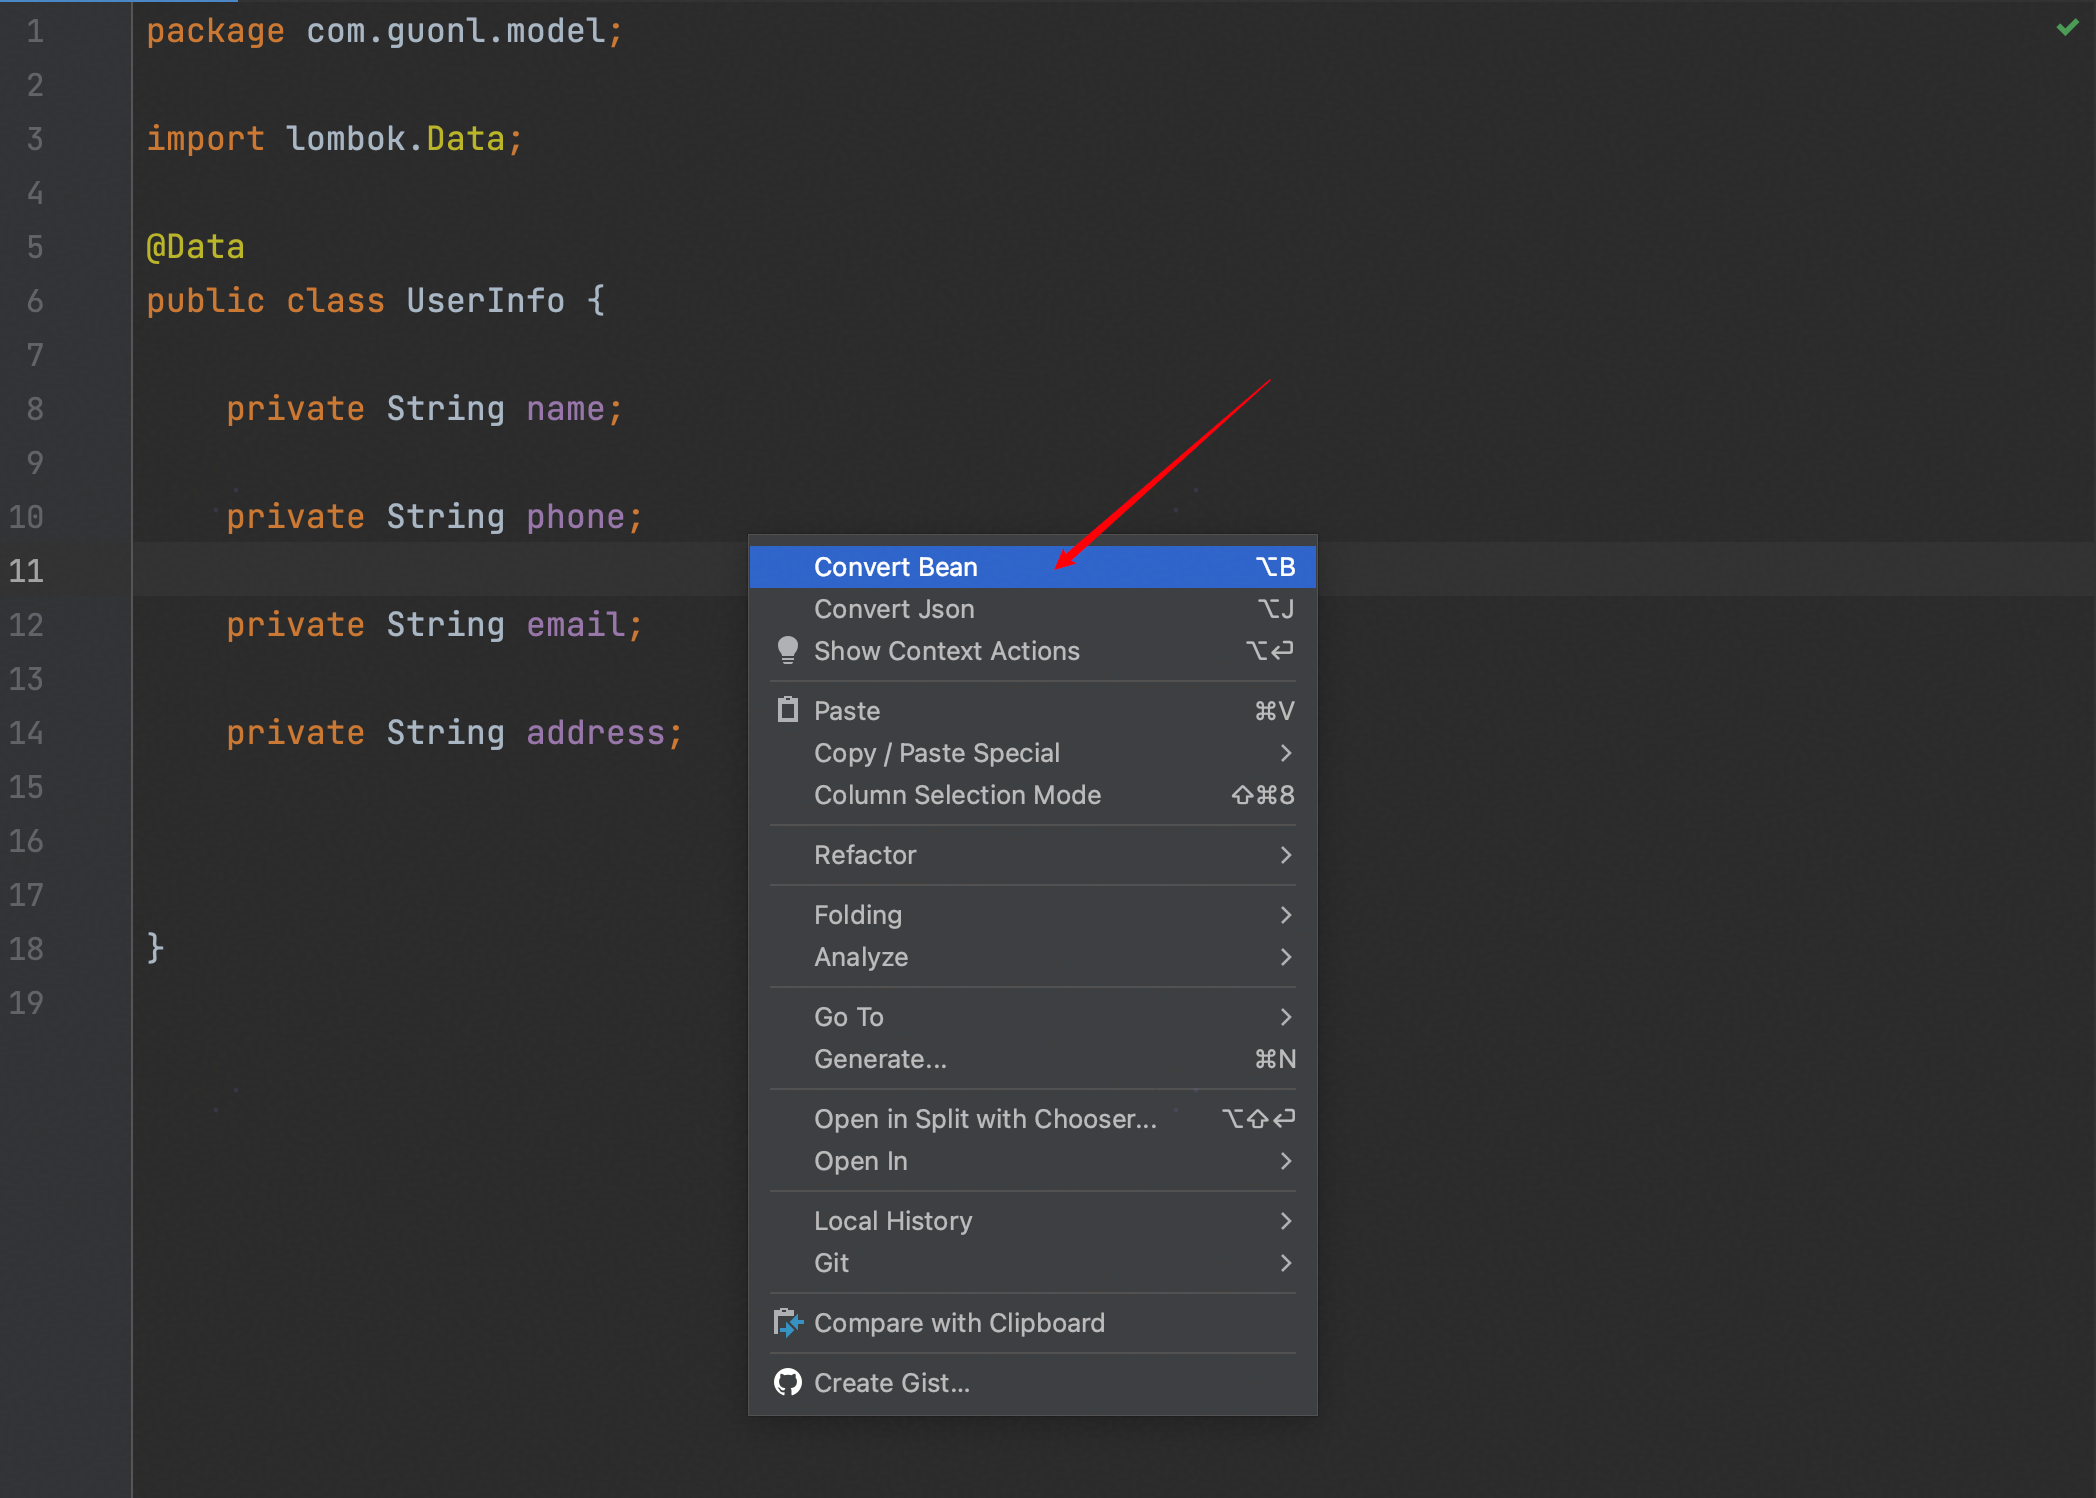 1 package com.guonl.model;
2
3 import lombok.Data;
4
5 @Data
6 public class UserInfo {
7
8 private String name;
9
10 private String phone;
11
12 private String email;
13
14 private String address;
15
16
17
18 }
19
Convert Bean ⌥B
Convert Json ⌥J
Show Context Actions ⌥⏎
Paste ⌘V
Copy / Paste Special
Column Selection Mode ⇧⌘8
Refactor
Folding
Analyze
Go To
Generate... ⌘N
Open in Split with Chooser... ⌥⇧⏎
Open In
Local History
Git
Compare with Clipboard
Create Gist...